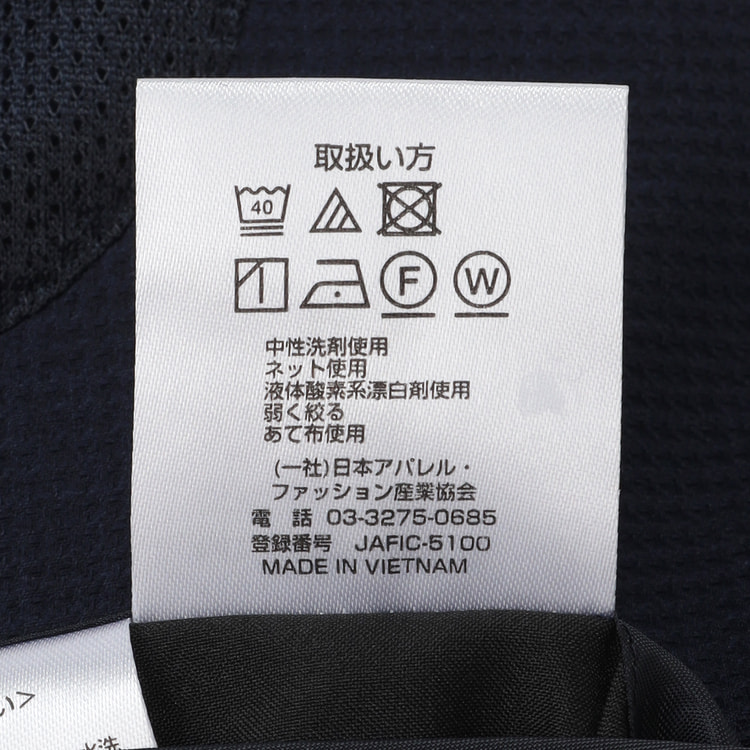 取扱い方
40
F W
中性洗剤使用
ネット使用
液体酸素系漂白剤使用
弱く絞る
あて布使用
(一社)日本アパレル・
ファッション産業協会
電 話 03-3275-0685
登録番号 JAFIC-5100
MADE IN VIETNAM
い>
水洗